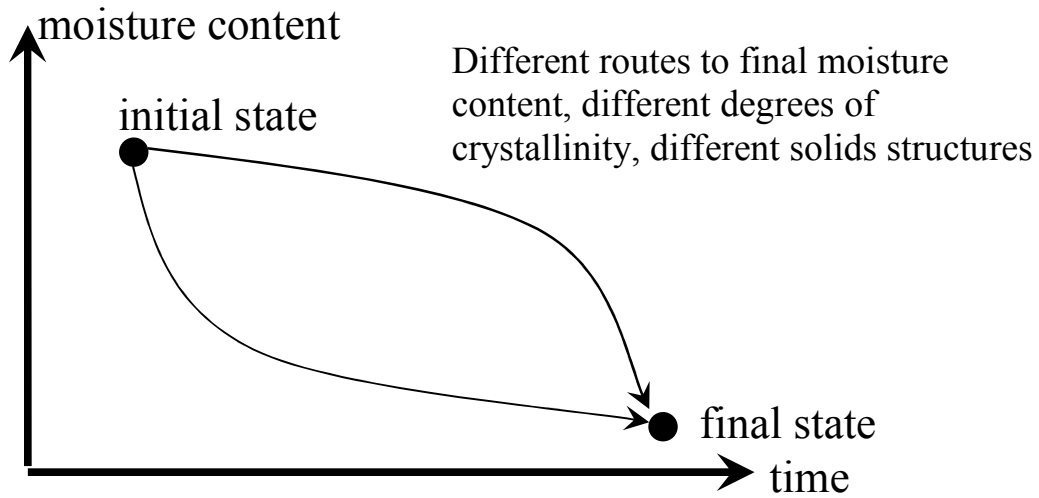 moisture content
Different routes to final moisture
content, different degrees of
crystallinity, different solids structures
initial state
final state
time